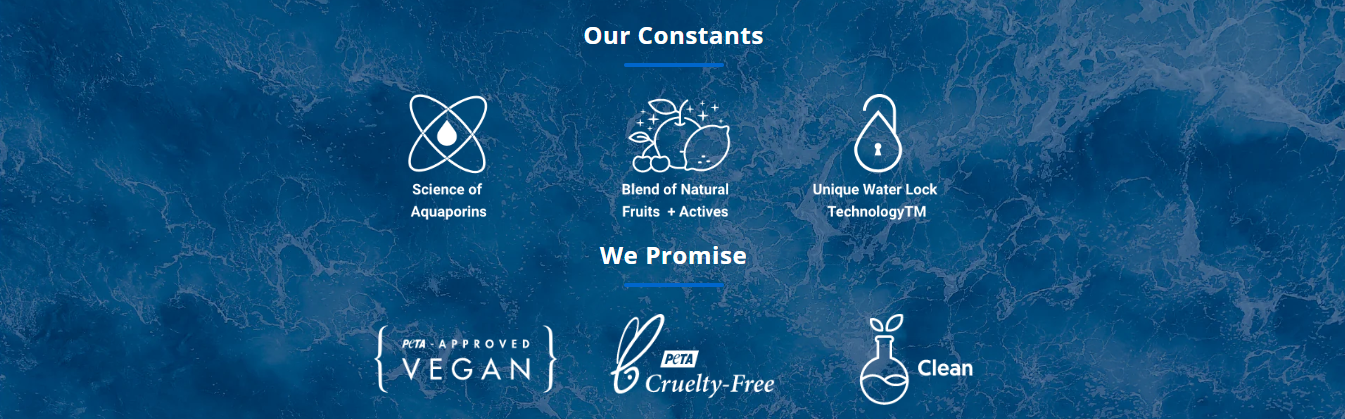 Our Constants
Science of
Aquaporins
Blend of Natural
Fruits + Actives
Unique Water Lock
TechnologyTM
We Promise
PETA-APPROVED
VEGAN
PETA
Cruelty-Free
Clean